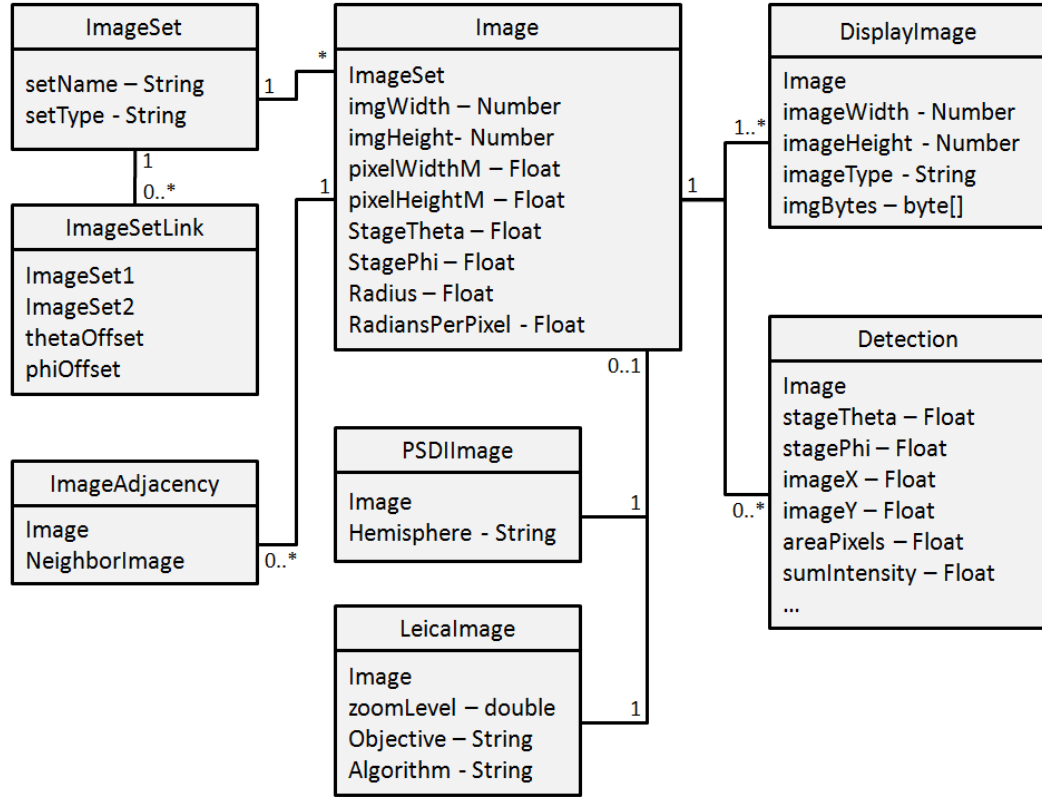 ImageSet
setName – String
setType - String
1
*
1
0..*
ImageSetLink
ImageSet1
ImageSet2
thetaOffset
phiOffset
ImageAdjacency
Image
NeighborImage
0..*
1
Image
ImageSet
imgWidth – Number
imgHeight- Number
pixelWidthM – Float
pixelHeightM – Float
StageTheta – Float
StagePhi – Float
Radius – Float
RadiansPerPixel - Float
0..1
PSDIImage
Image
Hemisphere - String
1
LeicaImage
Image
zoomLevel – double
Objective – String
Algorithm - String
1
1
1..*
0..*
DisplayImage
Image
imageWidth - Number
imageHeight - Number
imageType - String
imgBytes – byte[]
Detection
Image
stageTheta – Float
stagePhi – Float
imageX – Float
imageY – Float
areaPixels – Float
sumIntensity – Float
...